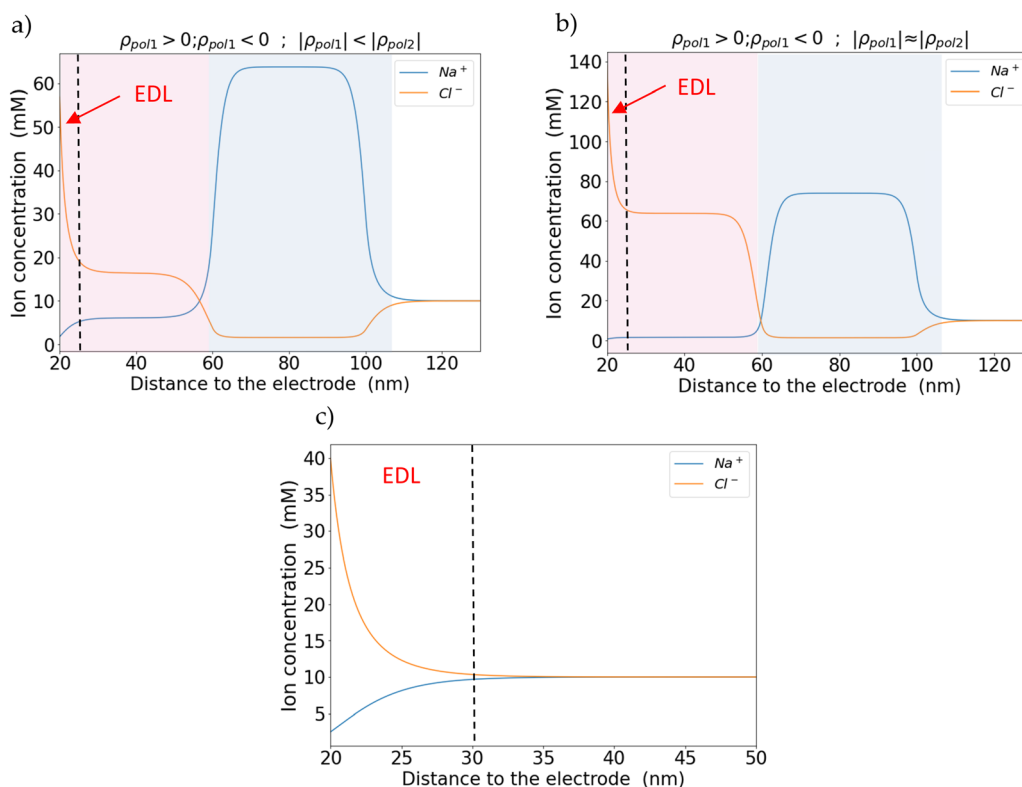 a)
ρpol1 > 0;ρpol1 < 0 ; |ρpol1| < |ρpol2|
Ion concentration (mM)
60
50
40
30
20
10
0
EDL
Na+
Cl−
20 40 60 80 100 120
Distance to the electrode (nm)
b)
ρpol1 > 0;ρpol1 < 0 ; |ρpol1|≈|ρpol2|
Ion concentration (mM)
140
120
100
80
60
40
20
0
EDL
Na+
Cl−
20 40 60 80 100 120
Distance to the electrode (nm)
c)
Ion concentration (mM)
40
35
30
25
20
15
10
5
EDL
Na+
Cl−
20 25 30 35 40 45 50
Distance to the electrode (nm)